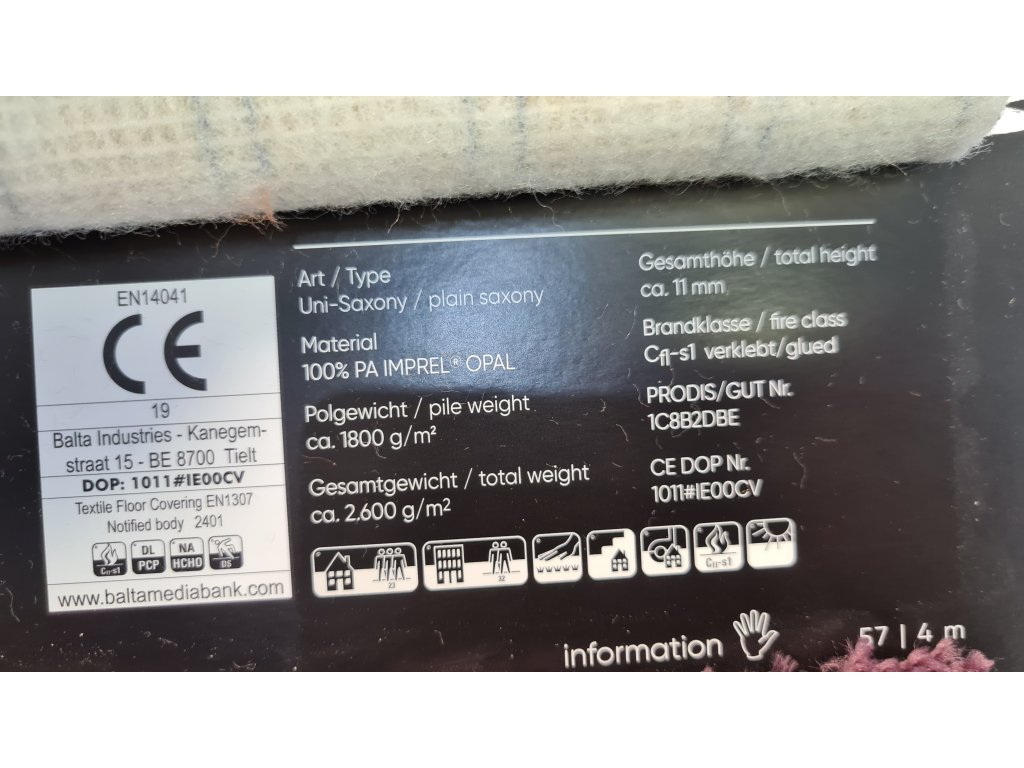 EN14041
CE
19
Balta Industries - Kanegem-
straat 15 - BE 8700 Tielt
DOP: 1011#IE00CV
Textile Floor Covering EN1307
Notified body 2401
Cfl-s1
DL
PCP
NA
HCHO
DS
www.baltamediabank.com
Art / Type
Uni-Saxony / plain saxony
Material
100% PA IMPREL® OPAL
Polgewicht / pile weight
ca. 1800 g/m²
Gesamtgewicht / total weight
ca. 2.600 g/m²
Gesamthöhe / total height
ca. 11 mm
Brandklasse / fire class
Cfl-s1 verklebt/glued
PRODIS/GUT Nr.
1C8B2DBE
CE DOP Nr.
1011#IE00CV
23
32
Cfl-s1
information
57 | 4 m